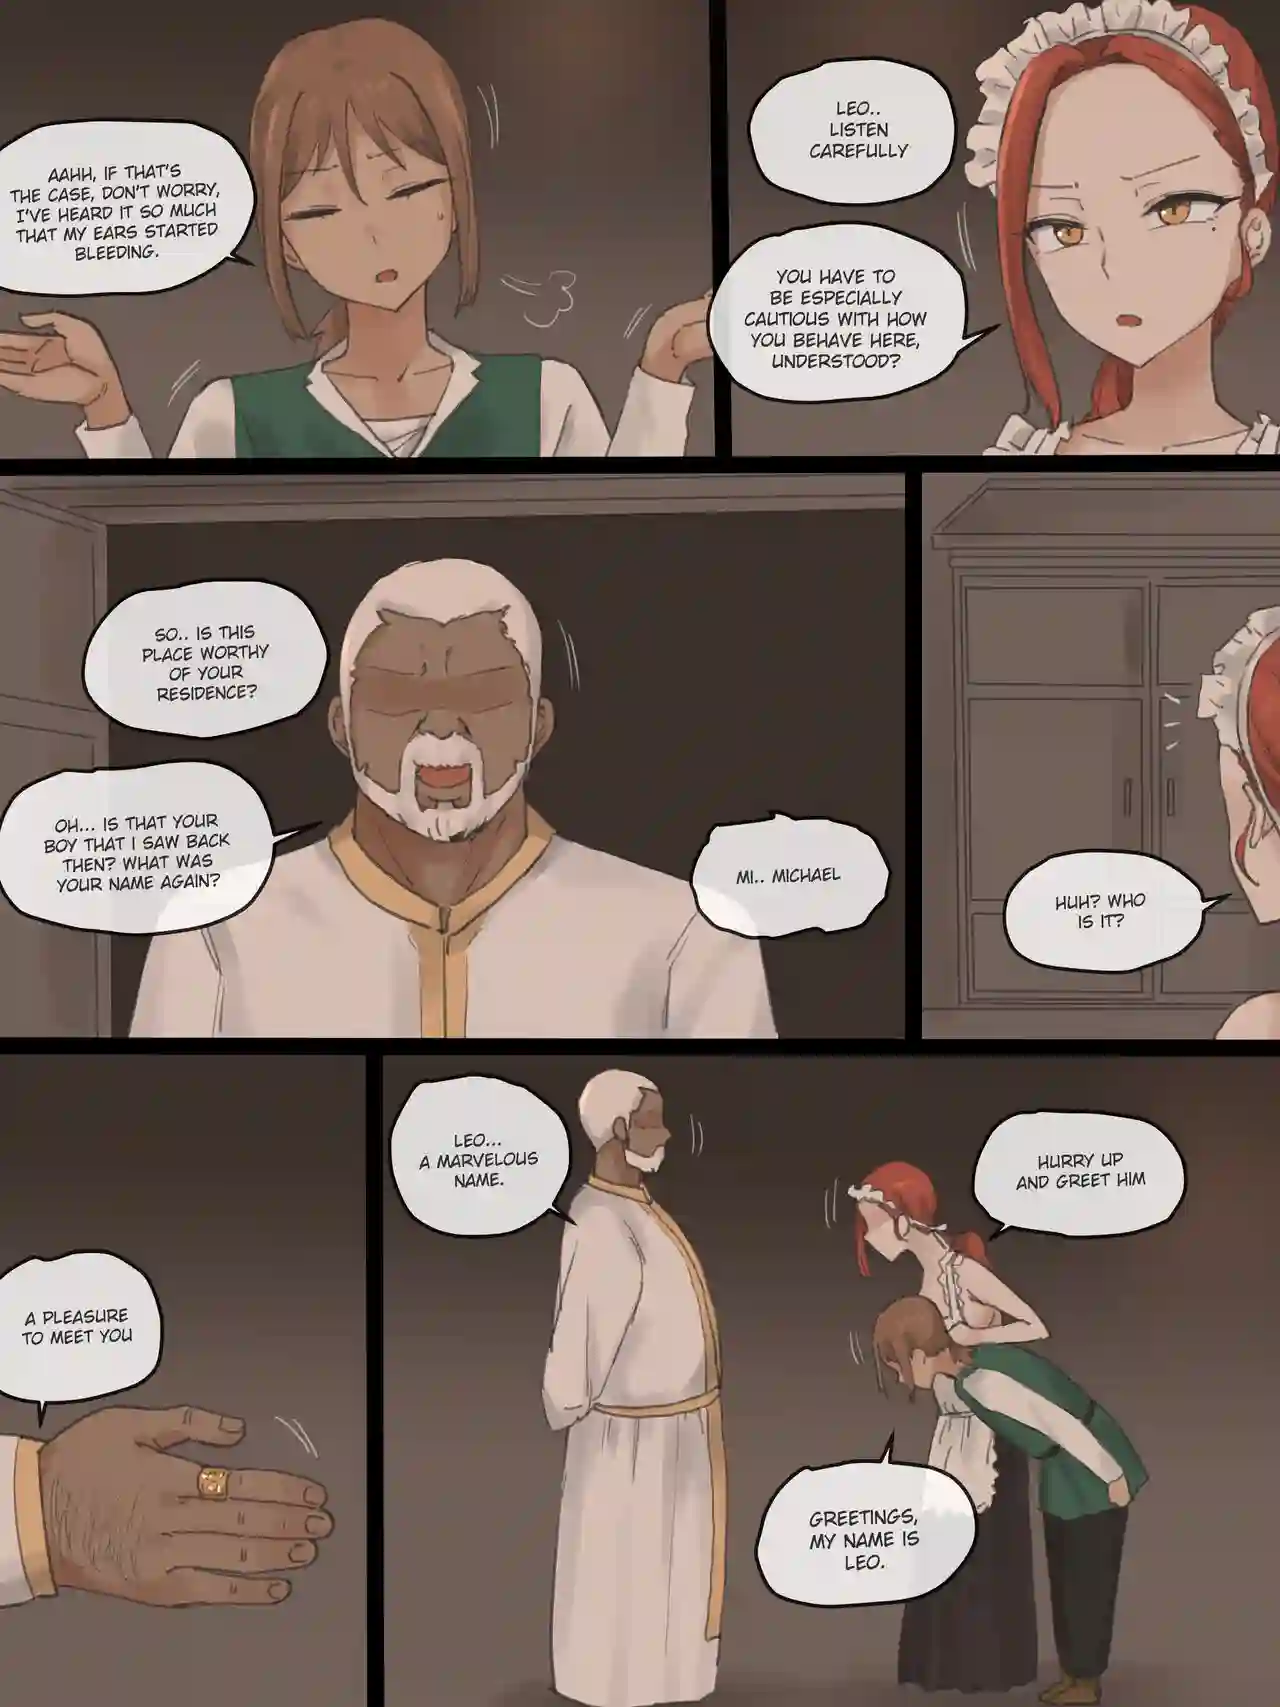 LEO..
LISTEN
CAREFULLY
YOU HAVE TO
BE ESPECIALLY
CAUTIOUS WITH HOW
YOU BEHAVE HERE,
UNDERSTOOD?
AAHH, IF THAT'S
THE CASE, DON'T WORRY,
I'VE HEARD IT SO MUCH
THAT MY EARS STARTED
BLEEDING.
HUH? WHO
IS IT?
SO.. IS THIS
PLACE WORTHY
OF YOUR
RESIDENCE?
MI.. MICHAEL
OH... IS THAT YOUR
BOY THAT I SAW BACK
THEN? WHAT WAS
YOUR NAME AGAIN?
HURRY UP
AND GREET HIM
GREETINGS,
MY NAME IS
LEO.
LEO...
A MARVELOUS
NAME.
A PLEASURE
TO MEET YOU